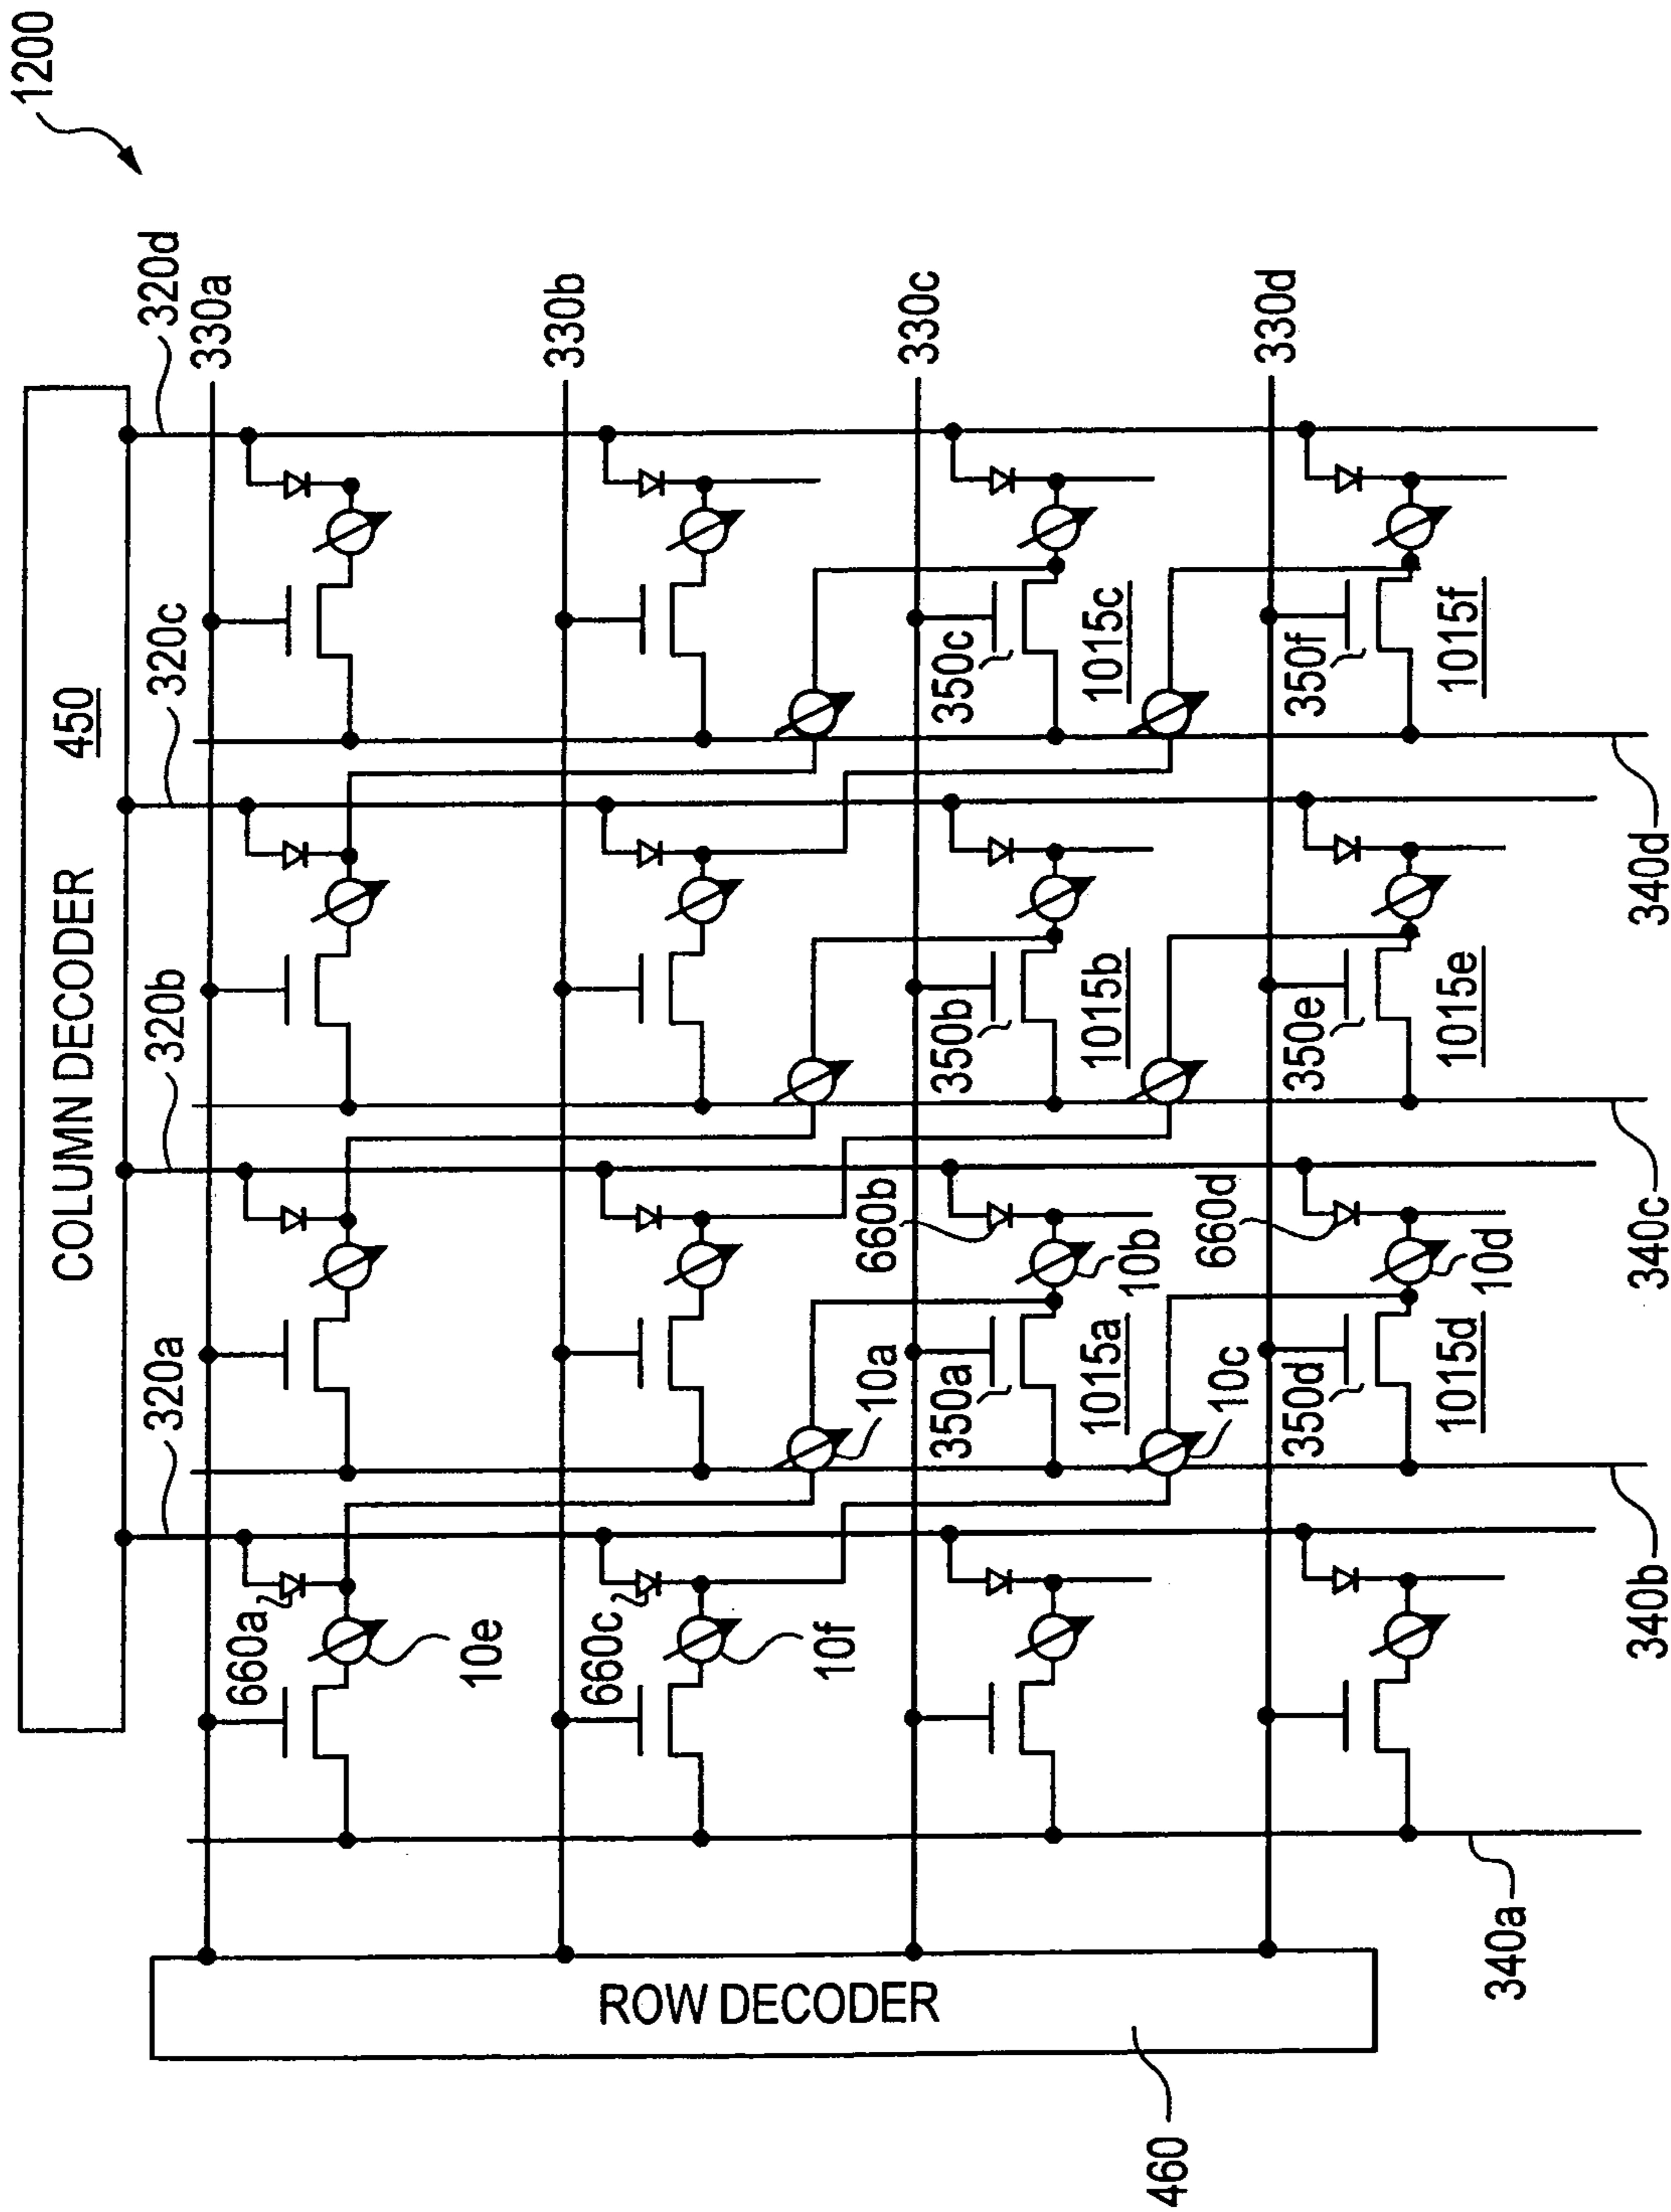 1200
COLUMN DECODER 450
320a
320b
320c
320d
330a
330b
330c
330d
660a
10e
660c
10f
660b
10b
660d
10d
10a
350a
1015a
10c
350d
1015d
350b
1015b
350e
1015e
350c
1015c
350f
1015f
340a
340b
340c
340d
ROW DECODER
460